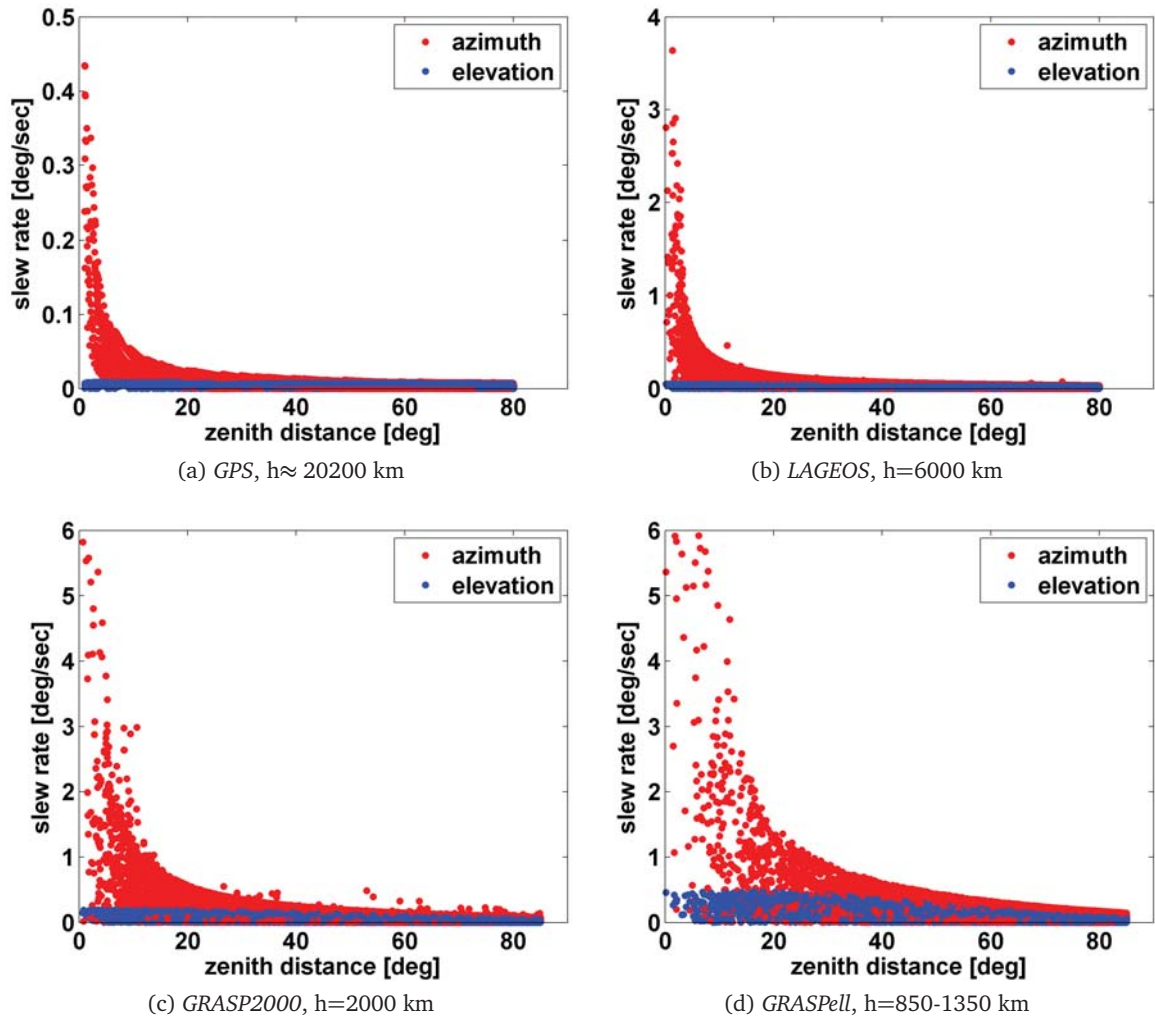 0.5
0.4
0.3
0.2
0.1
0
slew rate [deg/sec]
azimuth
elevation
0 20 40 60 80
zenith distance [deg]
(a) GPS, h≈ 20200 km
4
3
2
1
0
slew rate [deg/sec]
azimuth
elevation
0 20 40 60 80
zenith distance [deg]
(b) LAGEOS, h=6000 km
6
5
4
3
2
1
0
slew rate [deg/sec]
azimuth
elevation
0 20 40 60 80
zenith distance [deg]
(c) GRASP2000, h=2000 km
6
5
4
3
2
1
0
slew rate [deg/sec]
azimuth
elevation
0 20 40 60 80
zenith distance [deg]
(d) GRASPell, h=850-1350 km